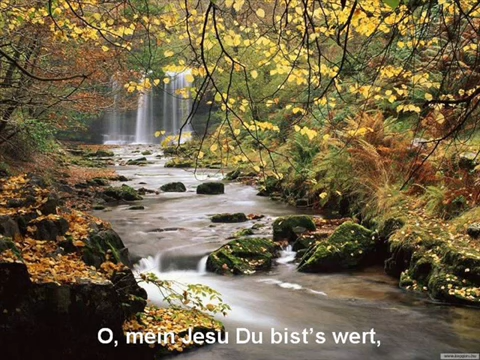 O, mein Jesu Du bist’s wert,